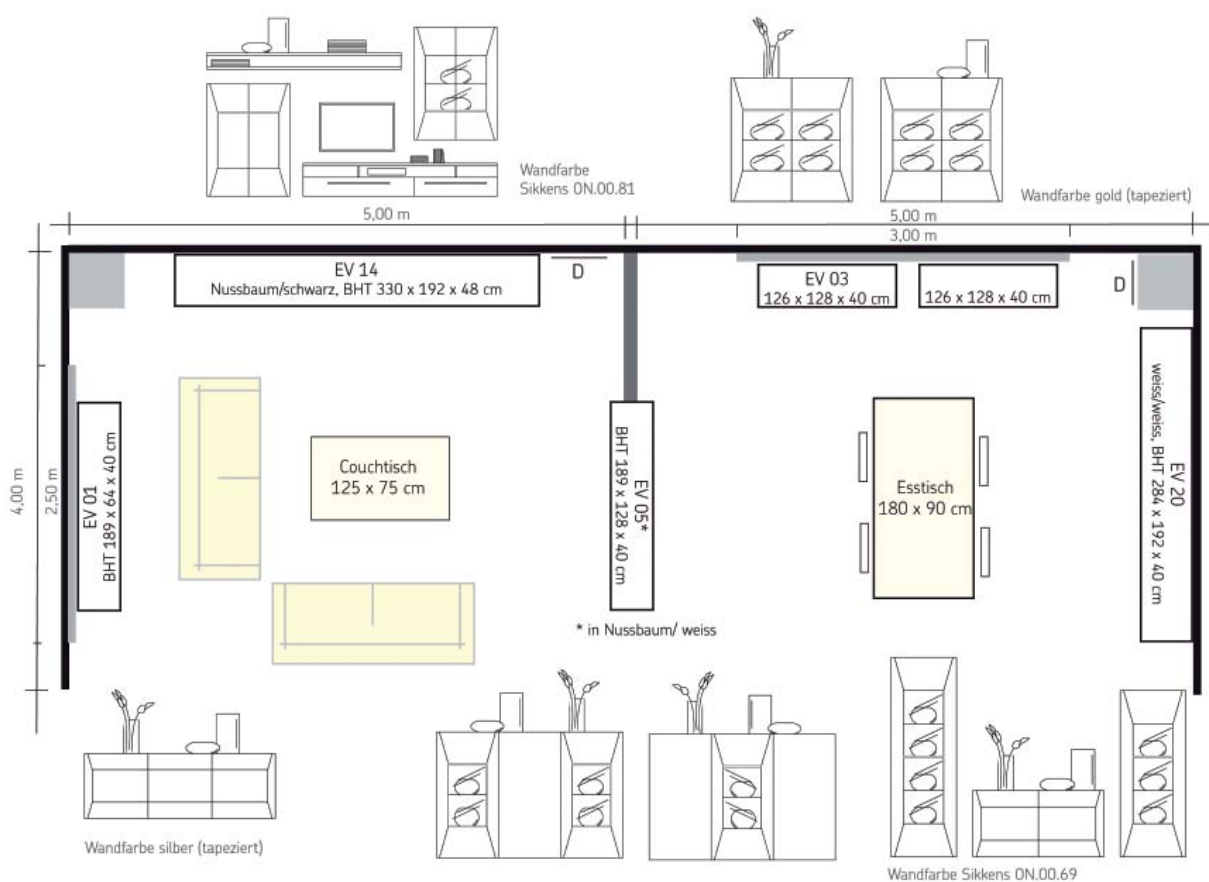 Wandfarbe
Sikkens 0N.00.81
Wandfarbe gold (tapeziert)
5,00 m
5,00 m
3,00 m
EV 14
Nussbaum/schwarz, BHT 330 x 192 x 48 cm
D
EV 03
126 x 128 x 40 cm
126 x 128 x 40 cm
D
4,00 m
2,50 m
EV 01
BHT 189 x 64 x 40 cm
Couchtisch
125 x 75 cm
EV 05*
BHT 189 x 128 x 40 cm
Esstisch
180 x 90 cm
EV 20
weiss/weiss, BHT 284 x 192 x 40 cm
* in Nussbaum/ weiss
Wandfarbe silber (tapeziert)
Wandfarbe Sikkens 0N.00.69